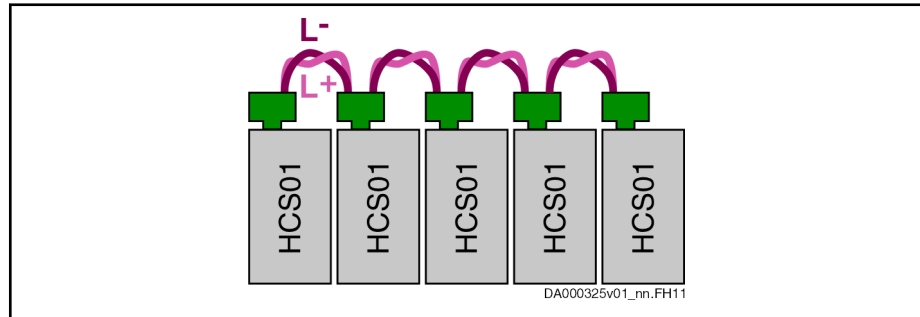 L-
L+
HCS01
HCS01
HCS01
HCS01
HCS01
DA000325v01_nn.FH11